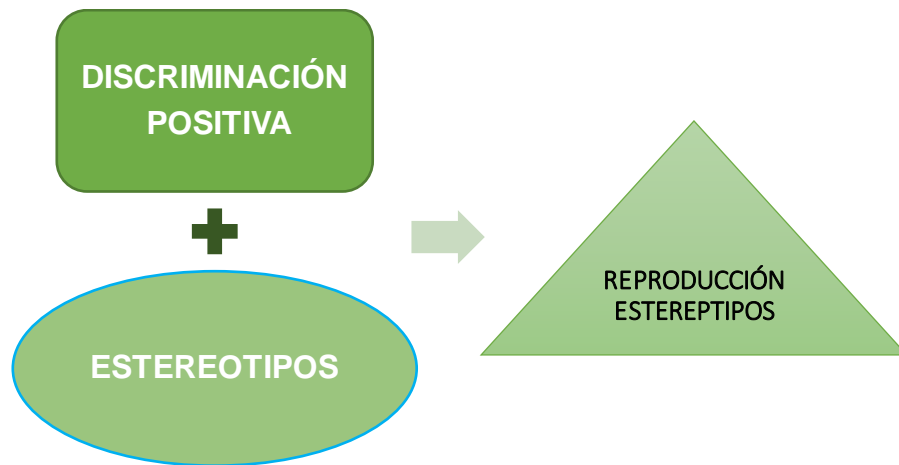 DISCRIMINACIÓN
POSITIVA
ESTEREOTIPOS
REPRODUCCIÓN
ESTEREPTIPOS